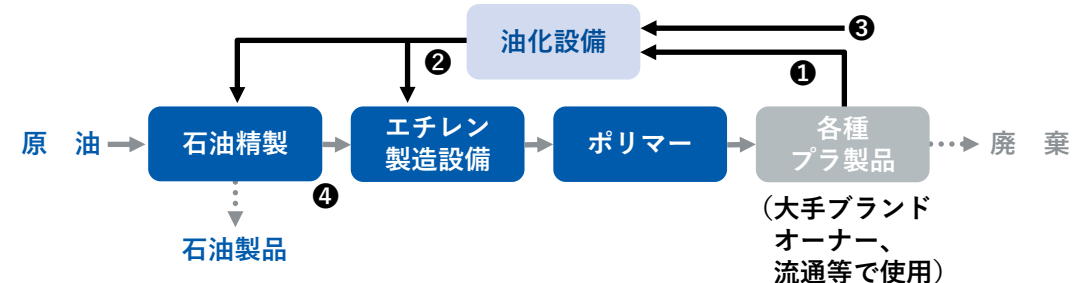 油化設備
❸
❷
❶
原 油
石油精製
エチレン
製造設備
ポリマー
各種
プラ製品
廃 棄
❹
石油製品
（大手ブランド
オーナー、
流通等で使用）